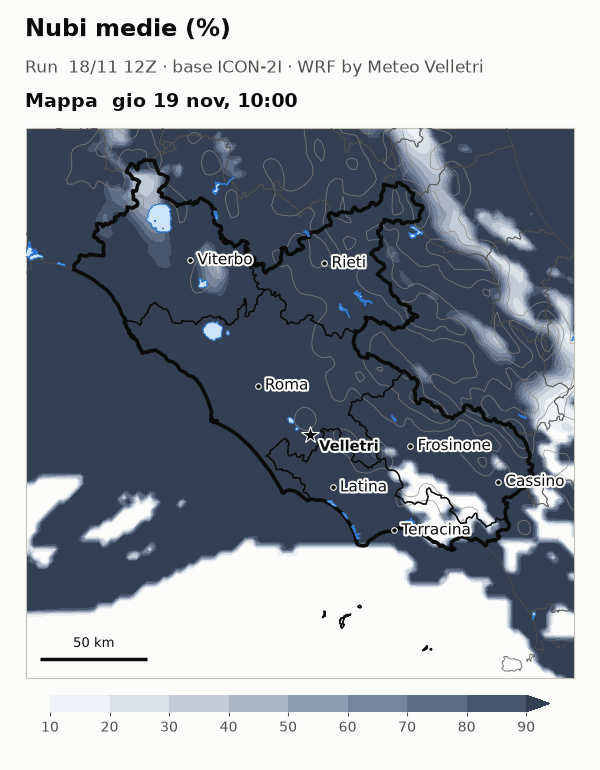 Nubi medie (%)
Run 18/11 12Z · base ICON-2I · WRF by Meteo Velletri
Mappa gio 19 nov, 10:00
Viterbo
Rieti
Roma
Velletri
Frosinone
Latina
Cassino
Terracina
50 km
10 20 30 40 50 60 70 80 90